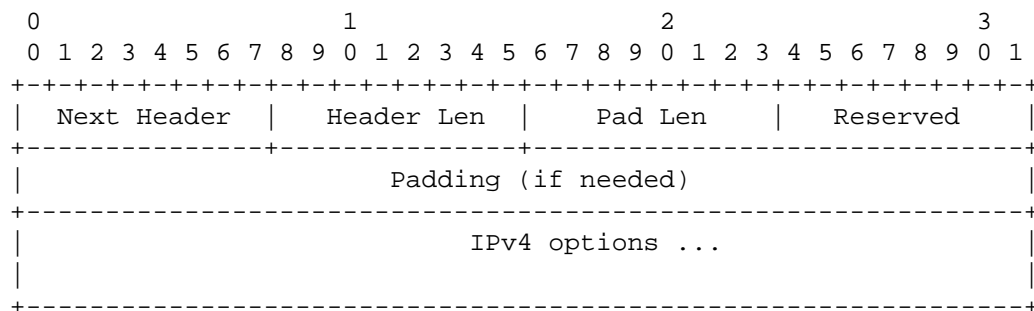 0                   1                   2                   3
 0 1 2 3 4 5 6 7 8 9 0 1 2 3 4 5 6 7 8 9 0 1 2 3 4 5 6 7 8 9 0 1
+-+-+-+-+-+-+-+-+-+-+-+-+-+-+-+-+-+-+-+-+-+-+-+-+-+-+-+-+-+-+-+-+
|  Next Header  |   Header Len  |    Pad Len    |   Reserved    |
+---------------+---------------+-------------------------------+
|                       Padding (if needed)                     |
+---------------------------------------------------------------+
|                            IPv4 options ...                   |
|                                                               |
+---------------------------------------------------------------+